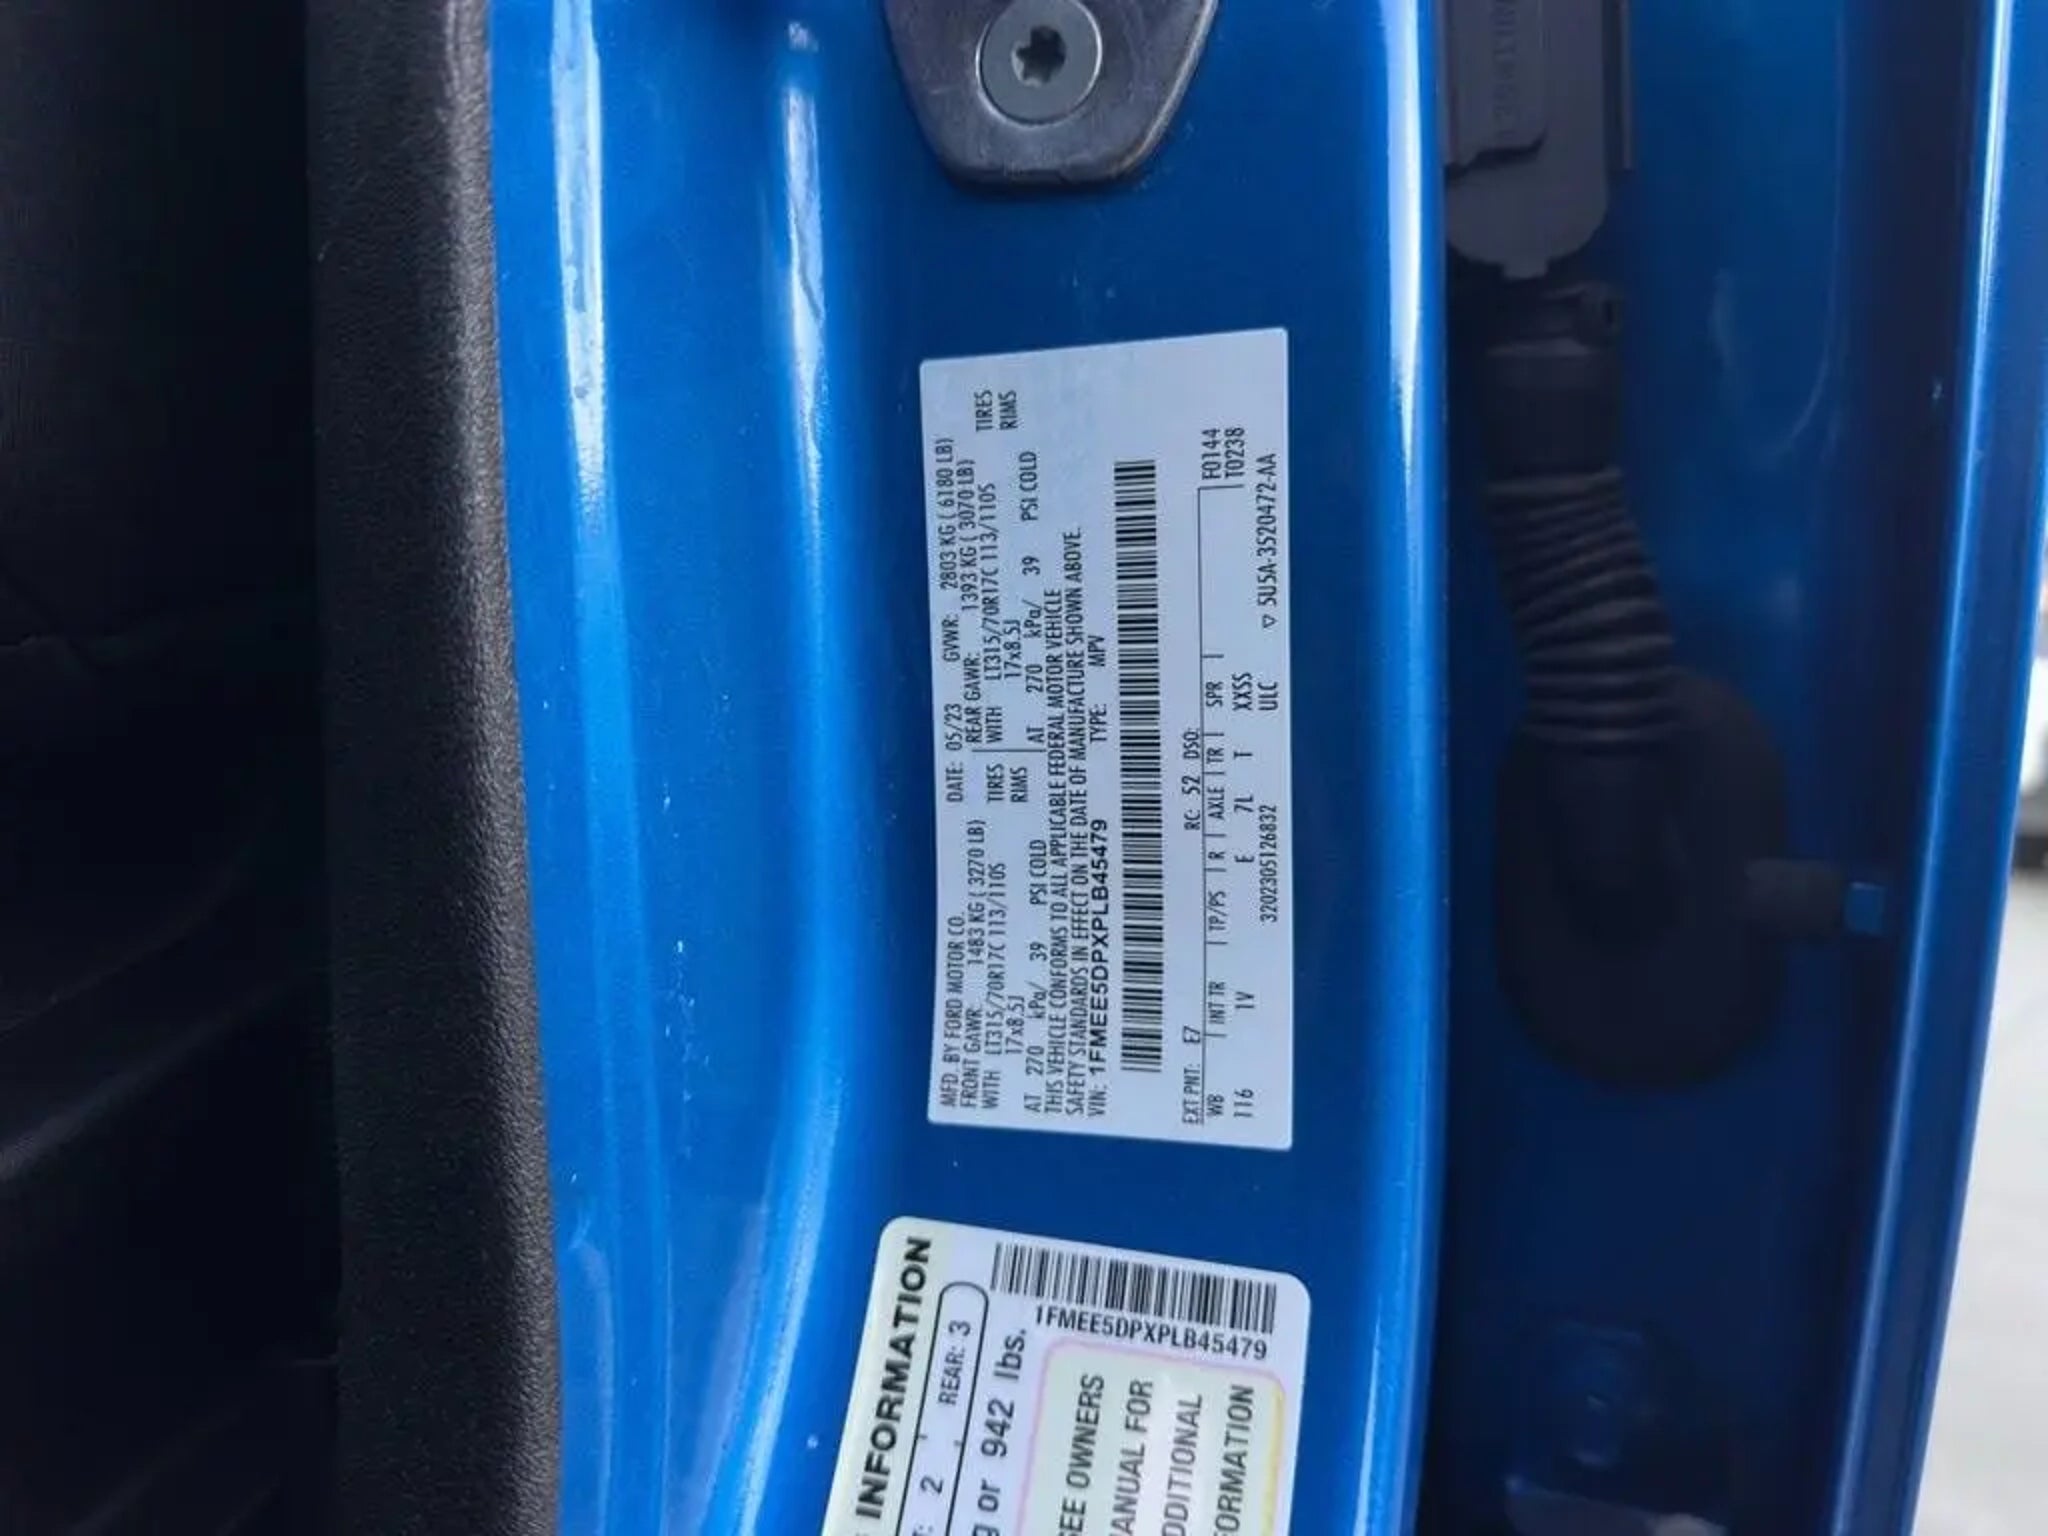 MFD. BY FORD MOTOR CO. DATE: 05/23 GVWR: 2803 KG ( 6180 LB)
FRONT GAWR: 1483 KG ( 3270 LB) REAR GAWR: 1393 KG ( 3070 LB)
WITH LT315/70R17C 113/110S TIRES WITH LT315/70R17C 113/110S TIRES
17x8.5J RIMS 17x8.5J RIMS
AT 270 kPa/ 39 PSI COLD AT 270 kPa/ 39 PSI COLD
THIS VEHICLE CONFORMS TO ALL APPLICABLE FEDERAL MOTOR VEHICLE
SAFETY STANDARDS IN EFFECT ON THE DATE OF MANUFACTURE SHOWN ABOVE.
VIN: 1FMEE5DPXPLB45479 TYPE: MPV
EXT PNT: E7 RC: 52 DSO: F0144
WB INT TR TP/PS R AXLE TR SPR T0238
116 1V E 7L T XXSS
3202305126832 ULC ▽ SU5A-3520472-AA
INFORMATION
2 REAR: 3
or 942 lbs.
1FMEE5DPXPLB45479
SEE OWNERS
MANUAL FOR
ADDITIONAL
INFORMATION